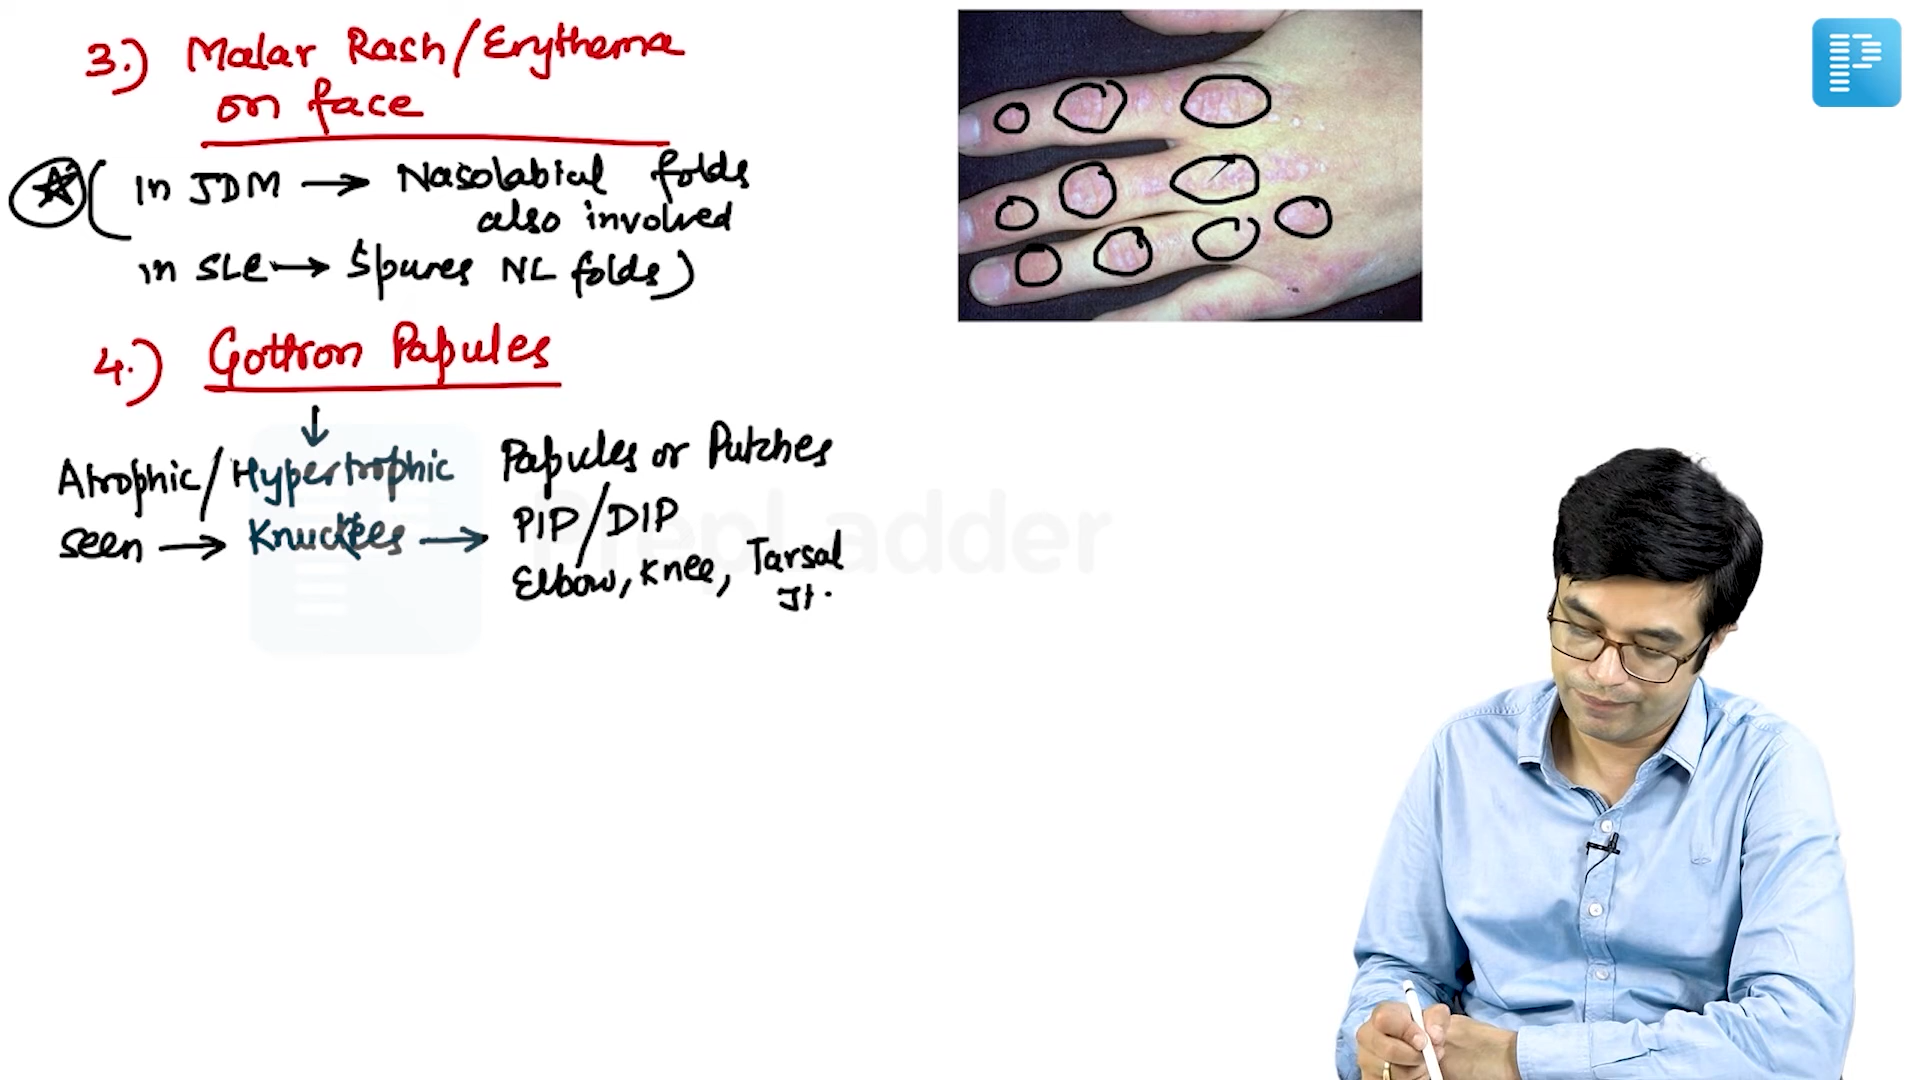 3.) Malar Rash/Erythema
on face
(in JDM → Nasolabial folds
also involved
in SLE → Spares NL folds)
4.) Gottron Papules
↓
Atrophic/Hypertrophic Papules or Patches
seen → Knuckles → PIP/DIP
Elbow, Knee, Tarsal
Jt.
PrepLadder